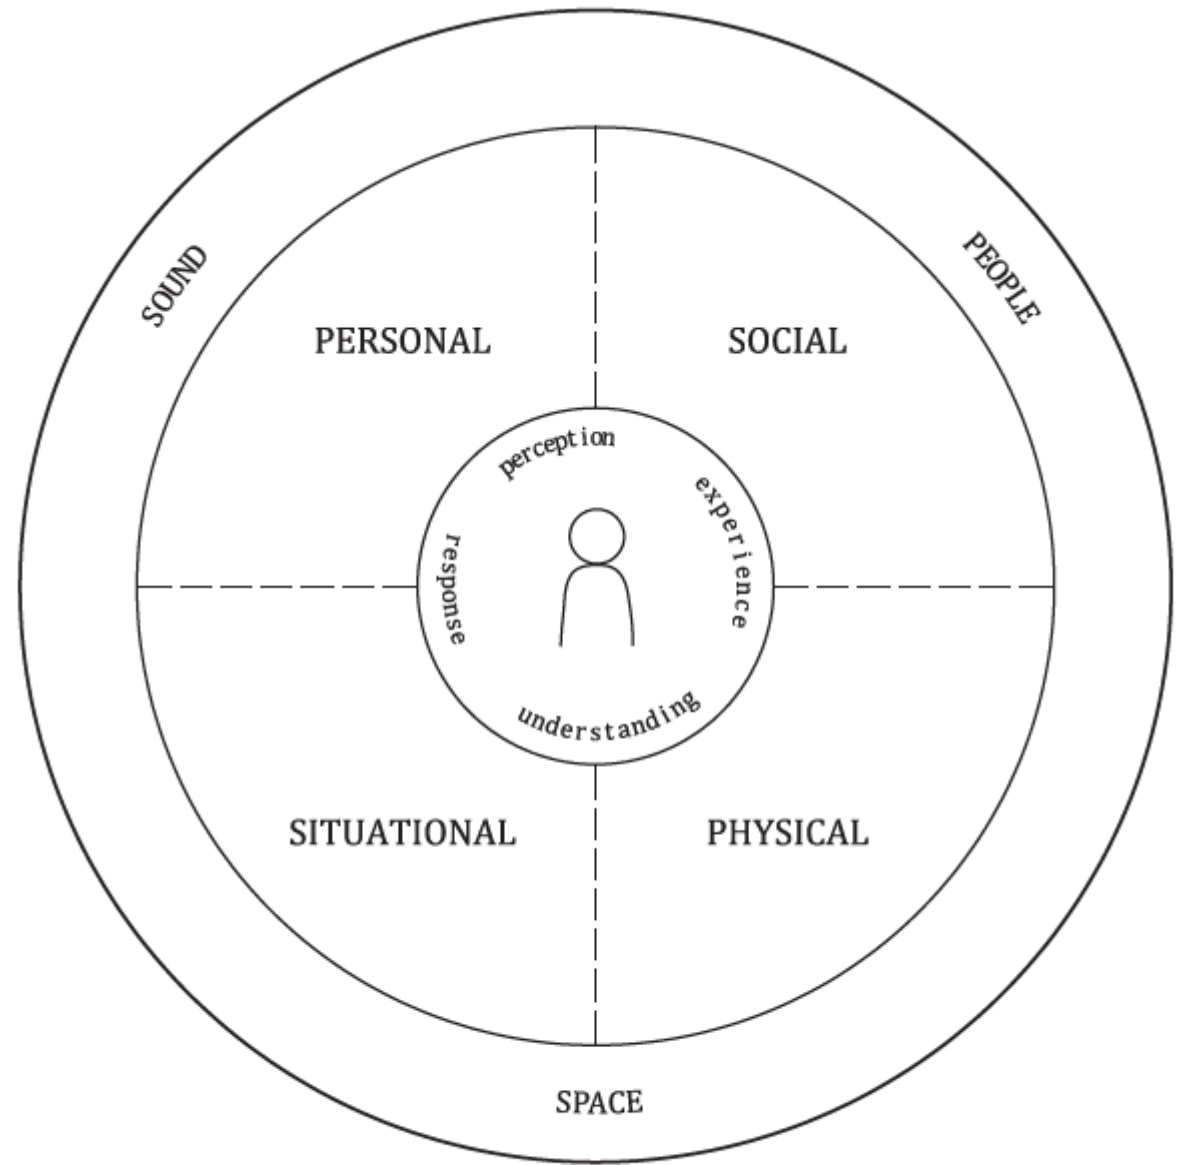 SOUND
PEOPLE
PERSONAL
SOCIAL
perception
experience
response
understanding
SITUATIONAL
PHYSICAL
SPACE